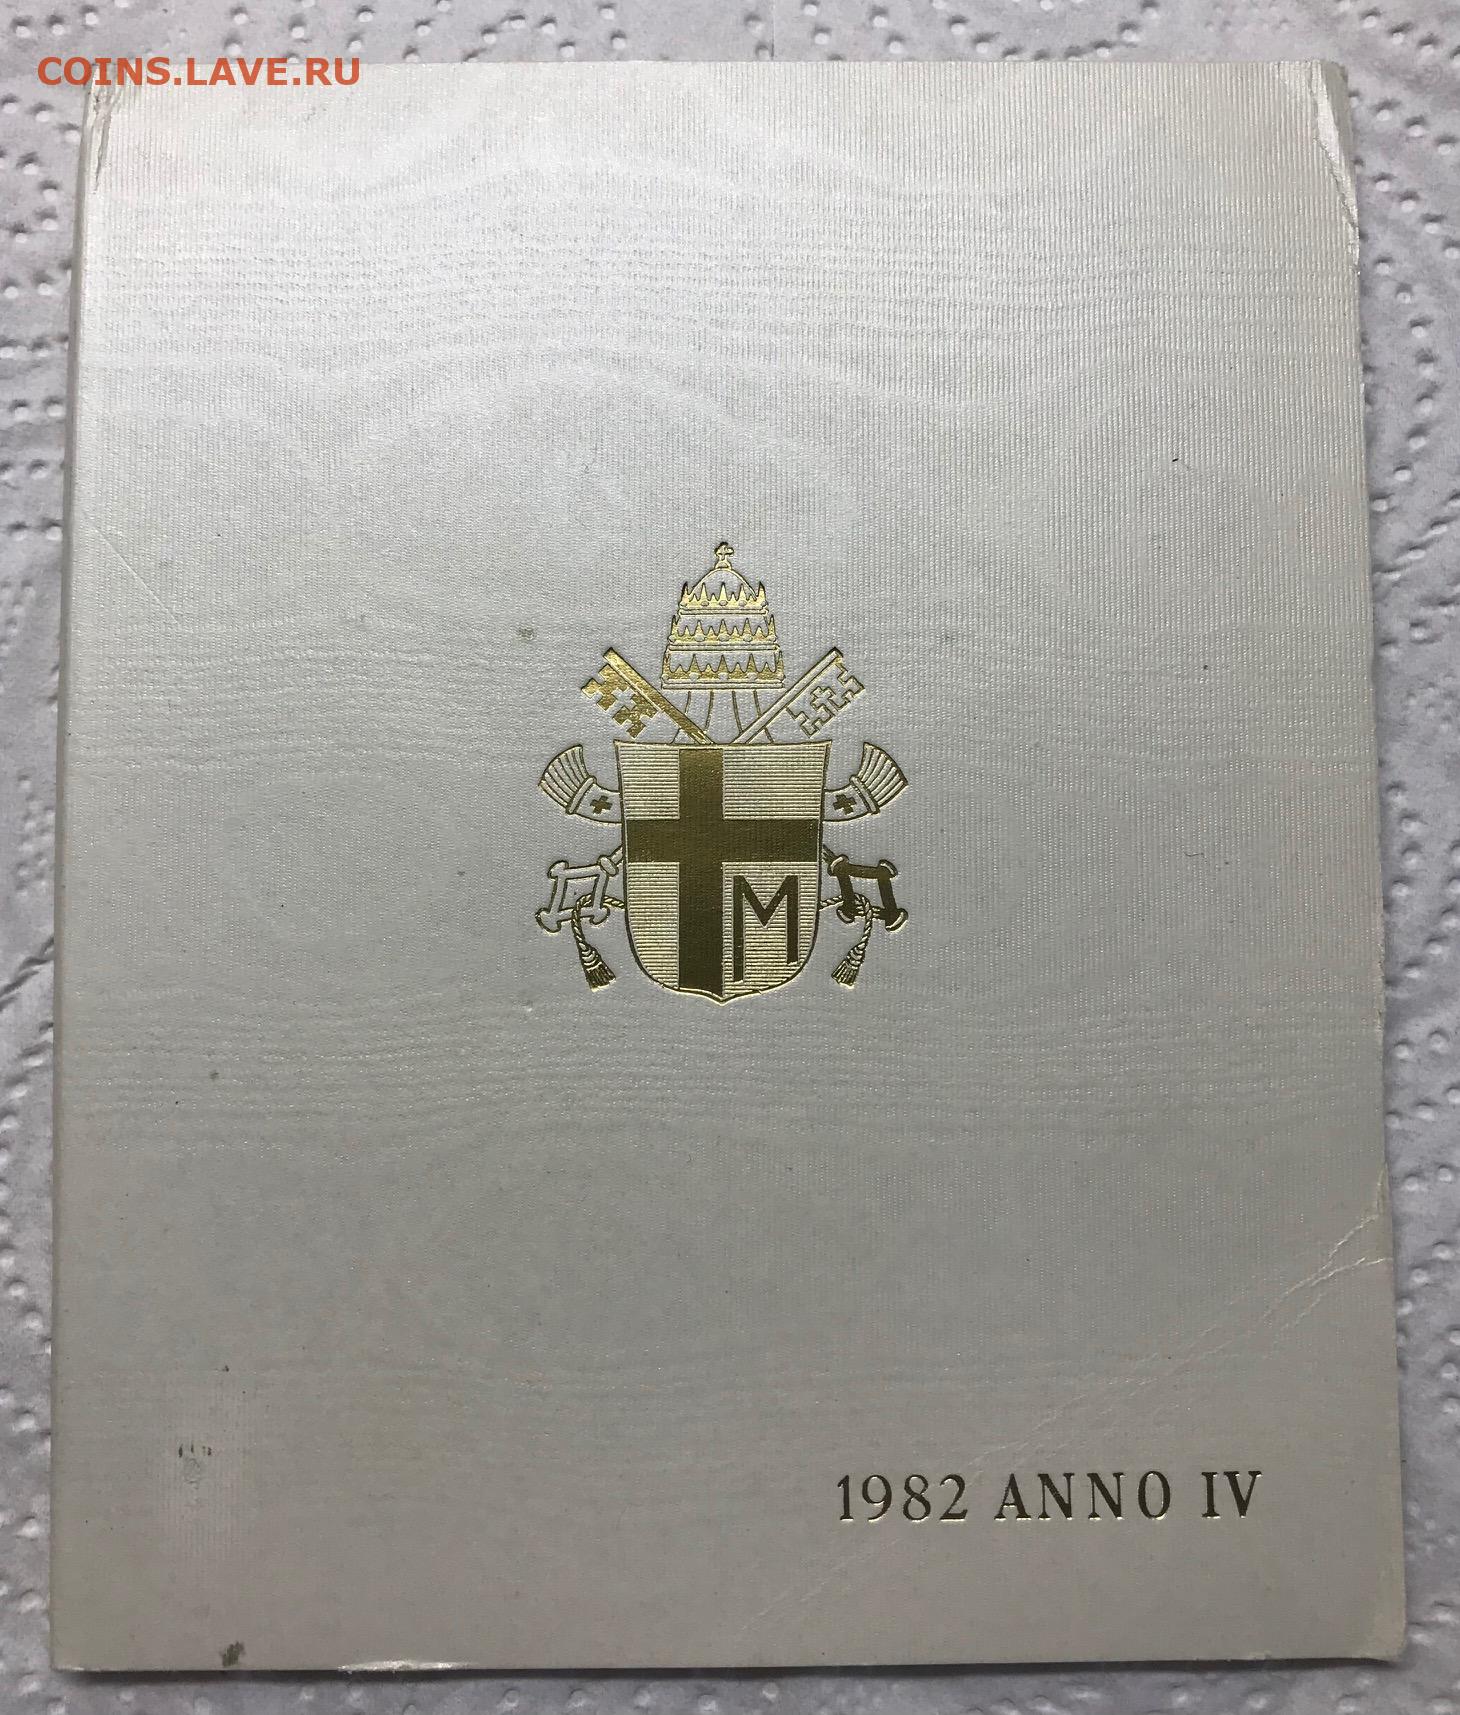 COINS.LAVE.RU
M
1982 ANNO IV